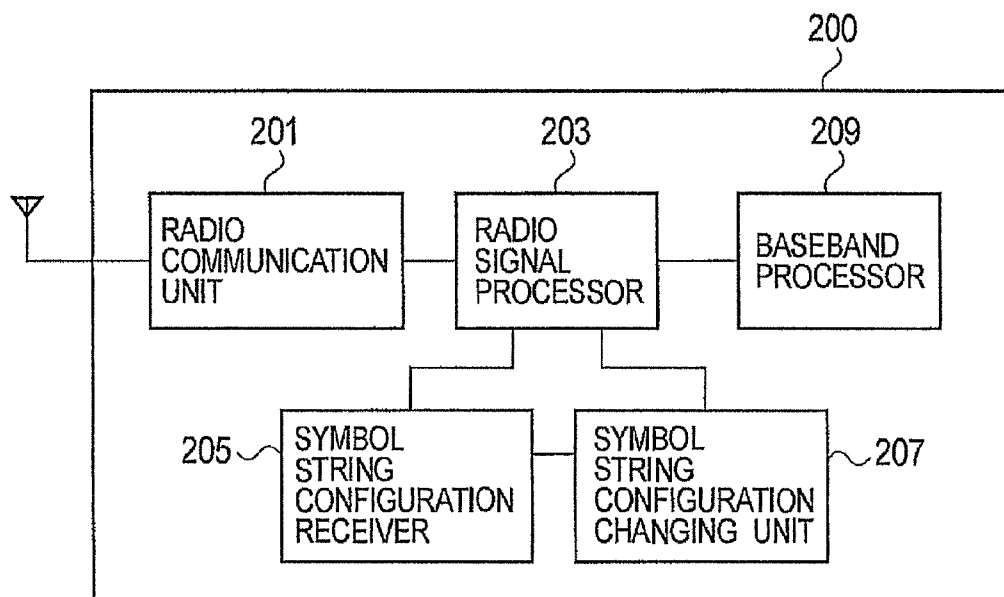 200
201
203
209
RADIO
COMMUNICATION
UNIT
RADIO
SIGNAL
PROCESSOR
BASEBAND
PROCESSOR
205
SYMBOL
STRING
CONFIGURATION
RECEIVER
SYMBOL
STRING
CONFIGURATION
CHANGING UNIT
207